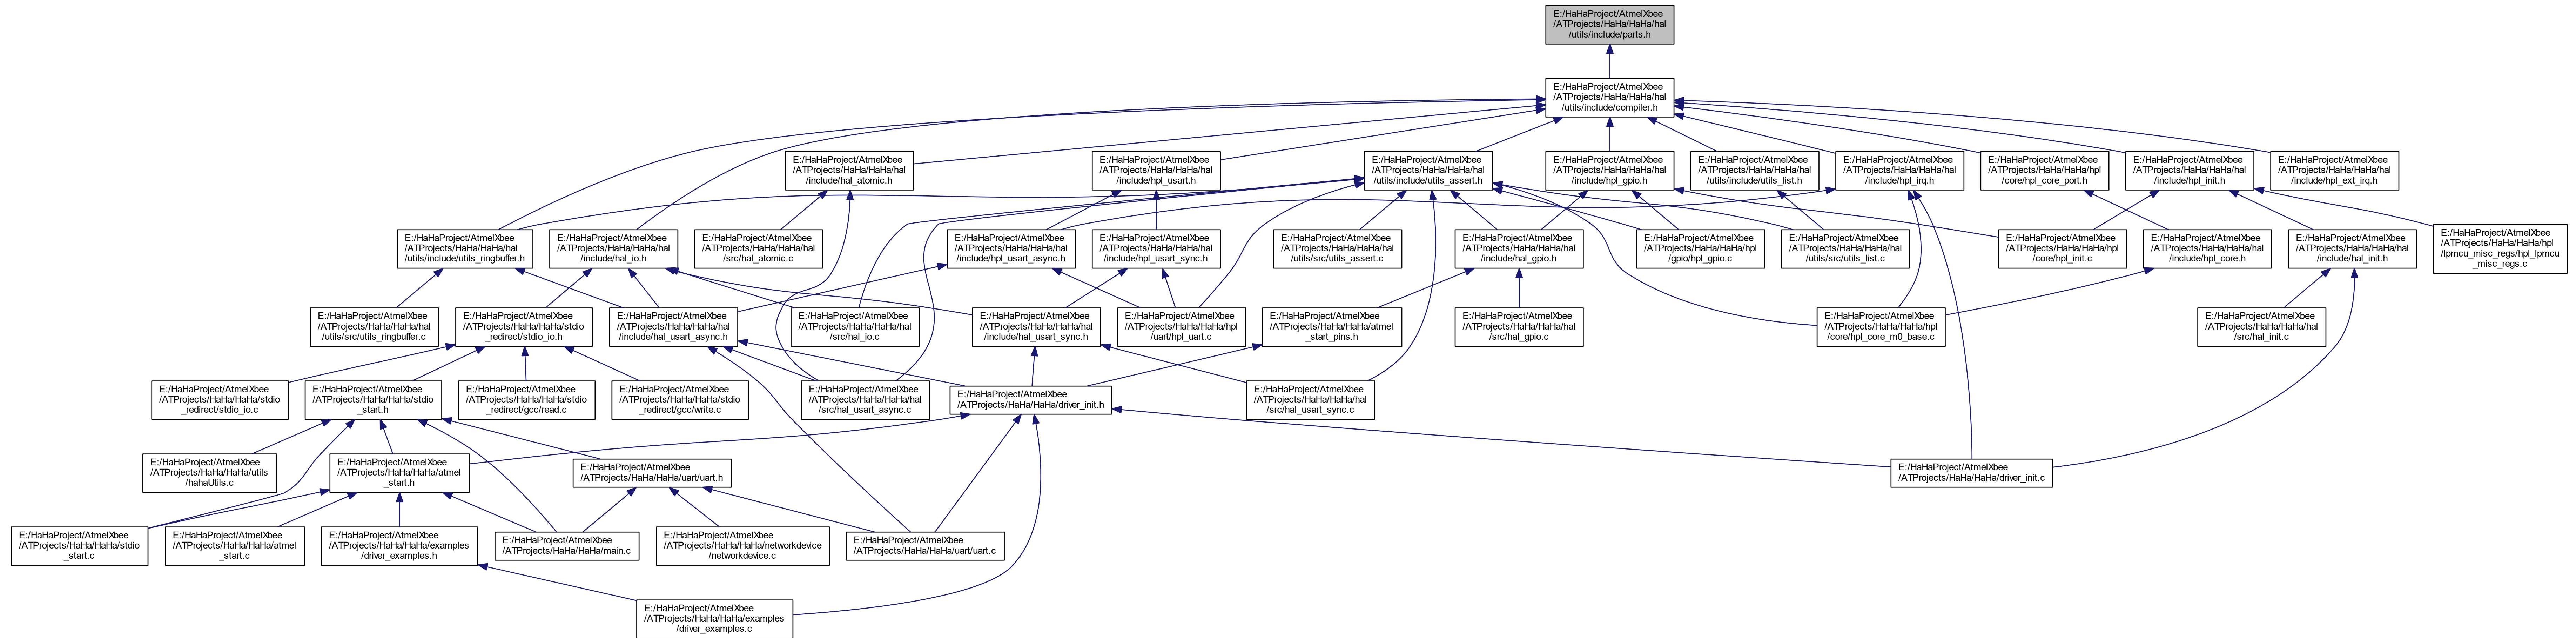 E:/HaHaProject/AtmelXbee
/ATProjects/HaHa/HaHa/hal
/utils/include/parts.h
E:/HaHaProject/AtmelXbee
/ATProjects/HaHa/HaHa/hal
/utils/include/compiler.h
E:/HaHaProject/AtmelXbee
/ATProjects/HaHa/HaHa/hal
/include/hal_atomic.h
E:/HaHaProject/AtmelXbee
/ATProjects/HaHa/HaHa/hal
/include/hpl_usart.h
E:/HaHaProject/AtmelXbee
/ATProjects/HaHa/HaHa/hal
/utils/include/utils_assert.h
E:/HaHaProject/AtmelXbee
/ATProjects/HaHa/HaHa/hal
/include/hpl_gpio.h
E:/HaHaProject/AtmelXbee
/ATProjects/HaHa/HaHa/hal
/utils/include/utils_list.h
E:/HaHaProject/AtmelXbee
/ATProjects/HaHa/HaHa/hal
/include/hpl_irq.h
E:/HaHaProject/AtmelXbee
/ATProjects/HaHa/HaHa/hpl
/core/hpl_core_port.h
E:/HaHaProject/AtmelXbee
/ATProjects/HaHa/HaHa/hal
/include/hpl_init.h
E:/HaHaProject/AtmelXbee
/ATProjects/HaHa/HaHa/hal
/include/hpl_ext_irq.h
E:/HaHaProject/AtmelXbee
/ATProjects/HaHa/HaHa/hal
/utils/include/utils_ringbuffer.h
E:/HaHaProject/AtmelXbee
/ATProjects/HaHa/HaHa/hal
/include/hal_io.h
E:/HaHaProject/AtmelXbee
/ATProjects/HaHa/HaHa/hal
/src/hal_atomic.c
E:/HaHaProject/AtmelXbee
/ATProjects/HaHa/HaHa/hal
/include/hpl_usart_async.h
E:/HaHaProject/AtmelXbee
/ATProjects/HaHa/HaHa/hal
/include/hpl_usart_sync.h
E:/HaHaProject/AtmelXbee
/ATProjects/HaHa/HaHa/hal
/utils/src/utils_assert.c
E:/HaHaProject/AtmelXbee
/ATProjects/HaHa/HaHa/hal
/include/hal_gpio.h
E:/HaHaProject/AtmelXbee
/ATProjects/HaHa/HaHa/hpl
/gpio/hpl_gpio.c
E:/HaHaProject/AtmelXbee
/ATProjects/HaHa/HaHa/hal
/utils/src/utils_list.c
E:/HaHaProject/AtmelXbee
/ATProjects/HaHa/HaHa/hpl
/core/hpl_init.c
E:/HaHaProject/AtmelXbee
/ATProjects/HaHa/HaHa/hal
/include/hpl_core.h
E:/HaHaProject/AtmelXbee
/ATProjects/HaHa/HaHa/hal
/include/hal_init.h
E:/HaHaProject/AtmelXbee
/ATProjects/HaHa/HaHa/hpl
/lpmcu_misc_regs/hpl_lpmcu
_misc_regs.c
E:/HaHaProject/AtmelXbee
/ATProjects/HaHa/HaHa/hal
/utils/src/utils_ringbuffer.c
E:/HaHaProject/AtmelXbee
/ATProjects/HaHa/HaHa/stdio
_redirect/stdio_io.h
E:/HaHaProject/AtmelXbee
/ATProjects/HaHa/HaHa/hal
/include/hal_usart_async.h
E:/HaHaProject/AtmelXbee
/ATProjects/HaHa/HaHa/hal
/src/hal_io.c
E:/HaHaProject/AtmelXbee
/ATProjects/HaHa/HaHa/hal
/include/hal_usart_sync.h
E:/HaHaProject/AtmelXbee
/ATProjects/HaHa/HaHa/hpl
/uart/hpl_uart.c
E:/HaHaProject/AtmelXbee
/ATProjects/HaHa/HaHa/atmel
_start_pins.h
E:/HaHaProject/AtmelXbee
/ATProjects/HaHa/HaHa/hal
/src/hal_gpio.c
E:/HaHaProject/AtmelXbee
/ATProjects/HaHa/HaHa/hpl
/core/hpl_core_m0_base.c
E:/HaHaProject/AtmelXbee
/ATProjects/HaHa/HaHa/hal
/src/hal_init.c
E:/HaHaProject/AtmelXbee
/ATProjects/HaHa/HaHa/stdio
_redirect/stdio_io.c
E:/HaHaProject/AtmelXbee
/ATProjects/HaHa/HaHa/stdio
_start.h
E:/HaHaProject/AtmelXbee
/ATProjects/HaHa/HaHa/stdio
_redirect/gcc/read.c
E:/HaHaProject/AtmelXbee
/ATProjects/HaHa/HaHa/stdio
_redirect/gcc/write.c
E:/HaHaProject/AtmelXbee
/ATProjects/HaHa/HaHa/hal
/src/hal_usart_async.c
E:/HaHaProject/AtmelXbee
/ATProjects/HaHa/HaHa/driver_init.h
E:/HaHaProject/AtmelXbee
/ATProjects/HaHa/HaHa/hal
/src/hal_usart_sync.c
E:/HaHaProject/AtmelXbee
/ATProjects/HaHa/HaHa/utils
/hahaUtils.c
E:/HaHaProject/AtmelXbee
/ATProjects/HaHa/HaHa/atmel
_start.h
E:/HaHaProject/AtmelXbee
/ATProjects/HaHa/HaHa/uart/uart.h
E:/HaHaProject/AtmelXbee
/ATProjects/HaHa/HaHa/driver_init.c
E:/HaHaProject/AtmelXbee
/ATProjects/HaHa/HaHa/stdio
_start.c
E:/HaHaProject/AtmelXbee
/ATProjects/HaHa/HaHa/atmel
_start.c
E:/HaHaProject/AtmelXbee
/ATProjects/HaHa/HaHa/examples
/driver_examples.h
E:/HaHaProject/AtmelXbee
/ATProjects/HaHa/HaHa/main.c
E:/HaHaProject/AtmelXbee
/ATProjects/HaHa/HaHa/networkdevice
/networkdevice.c
E:/HaHaProject/AtmelXbee
/ATProjects/HaHa/HaHa/uart/uart.c
E:/HaHaProject/AtmelXbee
/ATProjects/HaHa/HaHa/examples
/driver_examples.c